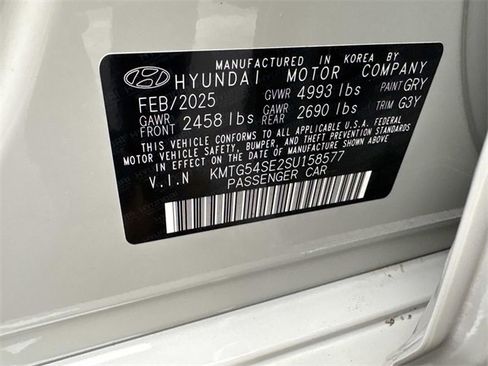 MANUFACTURED IN KOREA BY
HYUNDAI MOTOR COMPANY
FEB/2025 GVWR 4993 lbs PAINT GRY
GAWR FRONT 2458 lbs GAWR REAR 2690 lbs TRIM G3Y
THIS VEHICLE CONFORMS TO ALL APPLICABLE U.S.A. FEDERAL
MOTOR VEHICLE SAFETY, BUMPER, AND THEFT PREVENTION STANDARDS
IN EFFECT ON THE DATE OF MANUFACTURE SHOWN ABOVE.
V.I.N KMTG54SE2SU158577
PASSENGER CAR